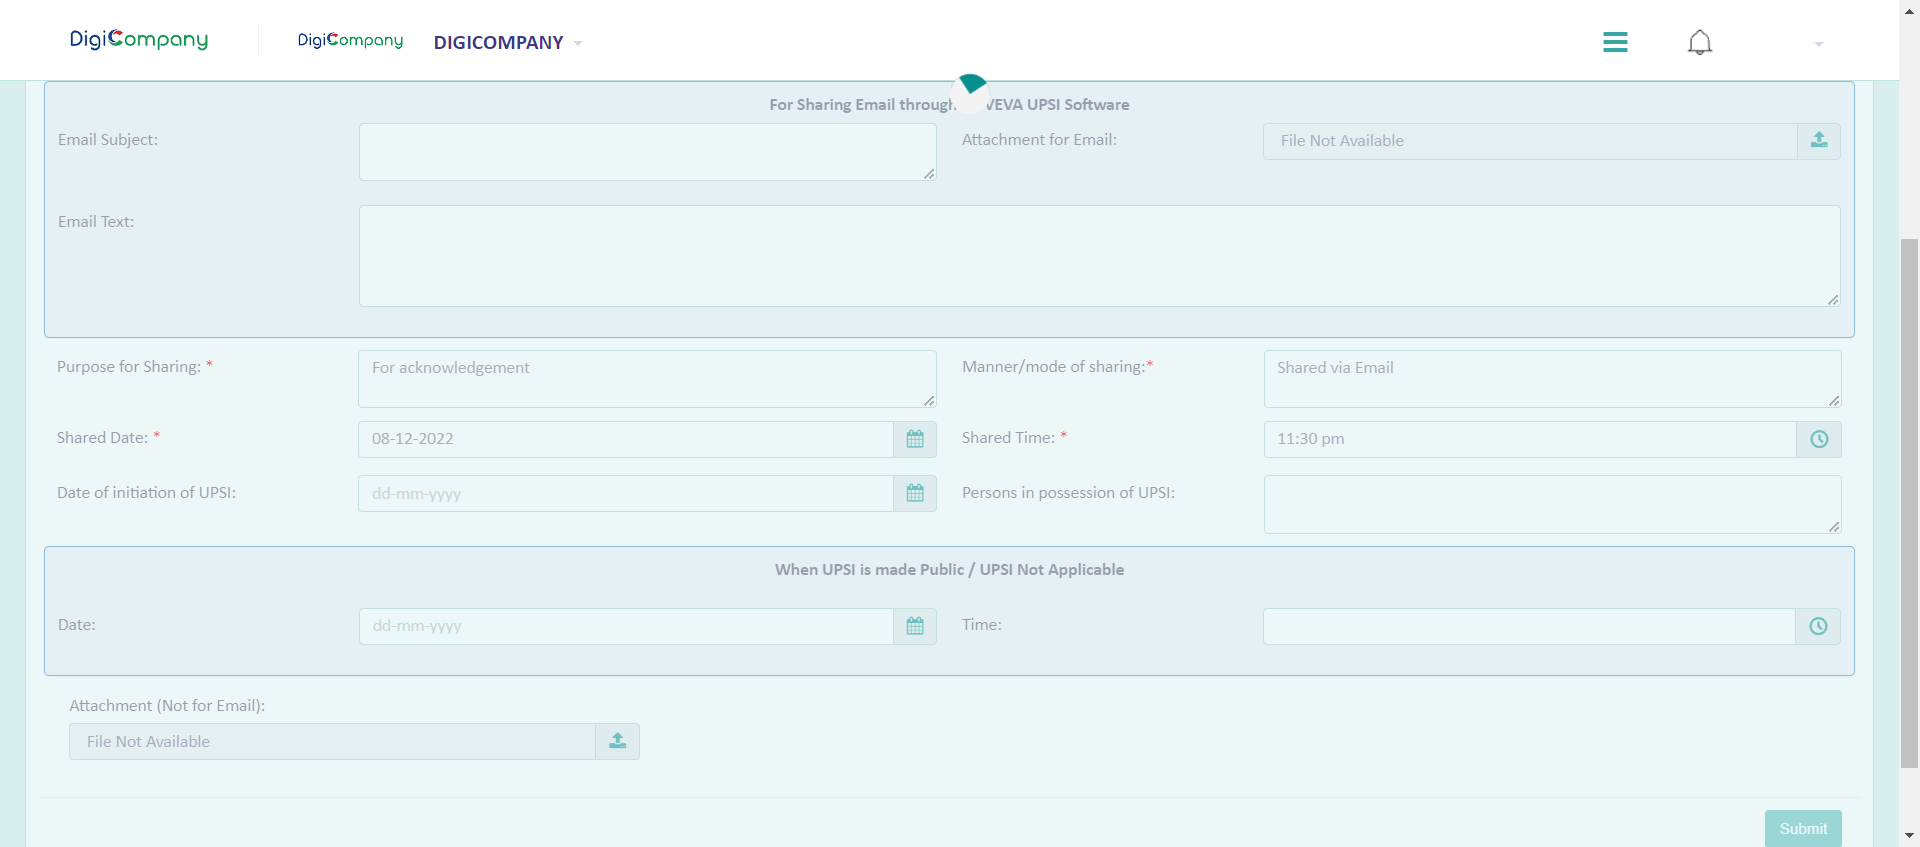 DigiCompany DigiCompany DIGICOMPANY
For Sharing Email through VEVA UPSI Software
Email Subject:
Attachment for Email: File Not Available
Email Text:
Purpose for Sharing: * For acknowledgement
Manner/mode of sharing:* Shared via Email
Shared Date: * 08-12-2022
Shared Time: * 11:30 pm
Date of initiation of UPSI: dd-mm-yyyy
Persons in possession of UPSI:
When UPSI is made Public / UPSI Not Applicable
Date: dd-mm-yyyy
Time:
Attachment (Not for Email):
File Not Available
Submit